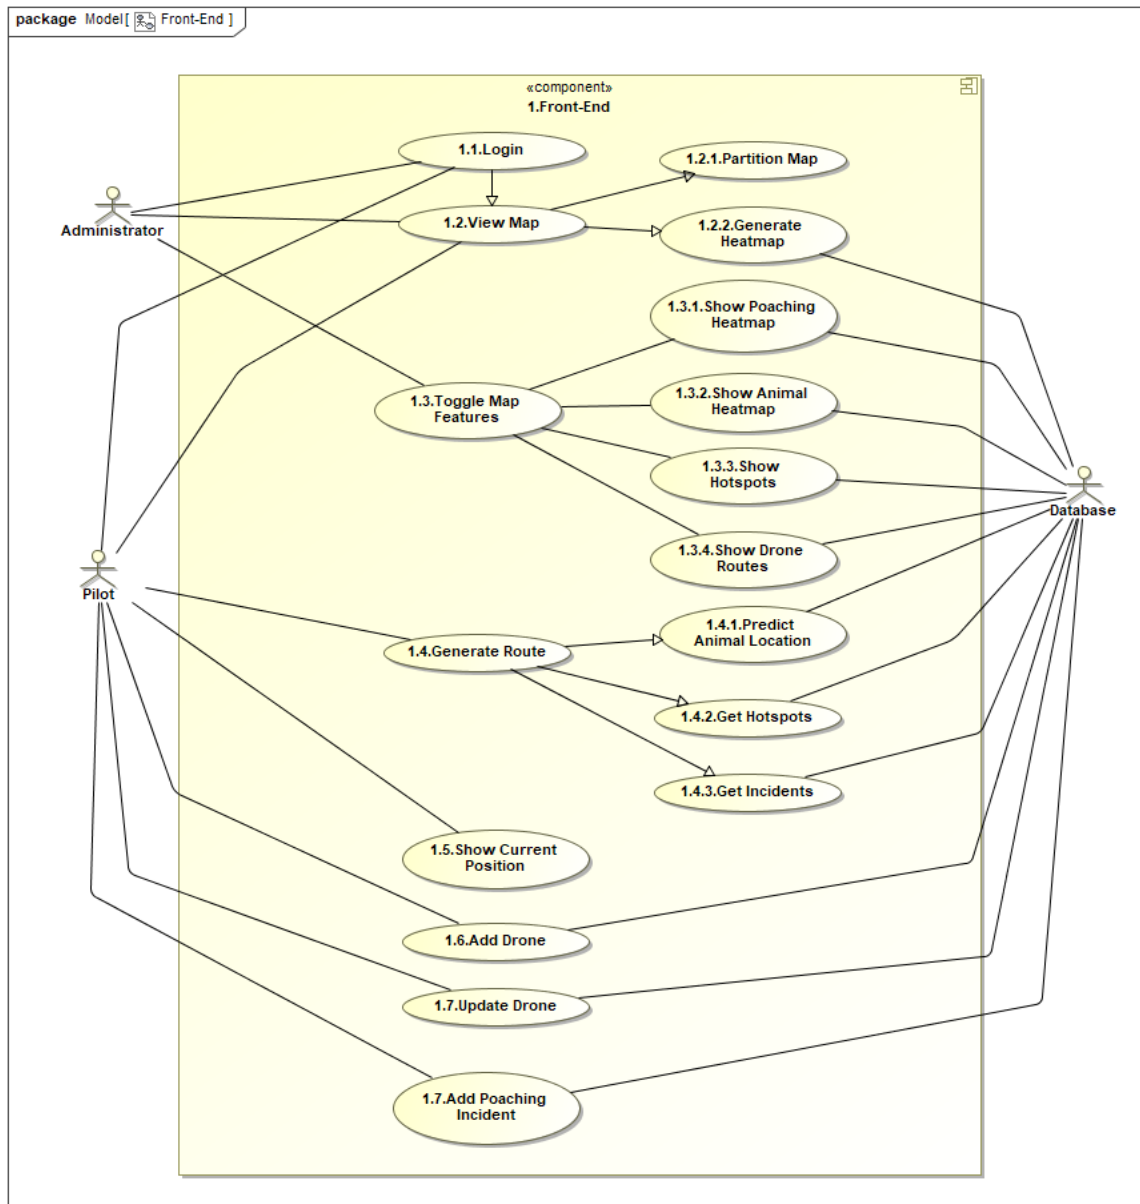 package Model[ Front-End ]
«component»
1.Front-End
1.1.Login
1.2.1.Partition Map
Administrator
1.2.View Map
1.2.2.Generate
Heatmap
1.3.1.Show Poaching
Heatmap
1.3.Toggle Map
Features
1.3.2.Show Animal
Heatmap
1.3.3.Show
Hotspots
Database
1.3.4.Show Drone
Routes
Pilot
1.4.Generate Route
1.4.1.Predict
Animal Location
1.4.2.Get Hotspots
1.4.3.Get Incidents
1.5.Show Current
Position
1.6.Add Drone
1.7.Update Drone
1.7.Add Poaching
Incident